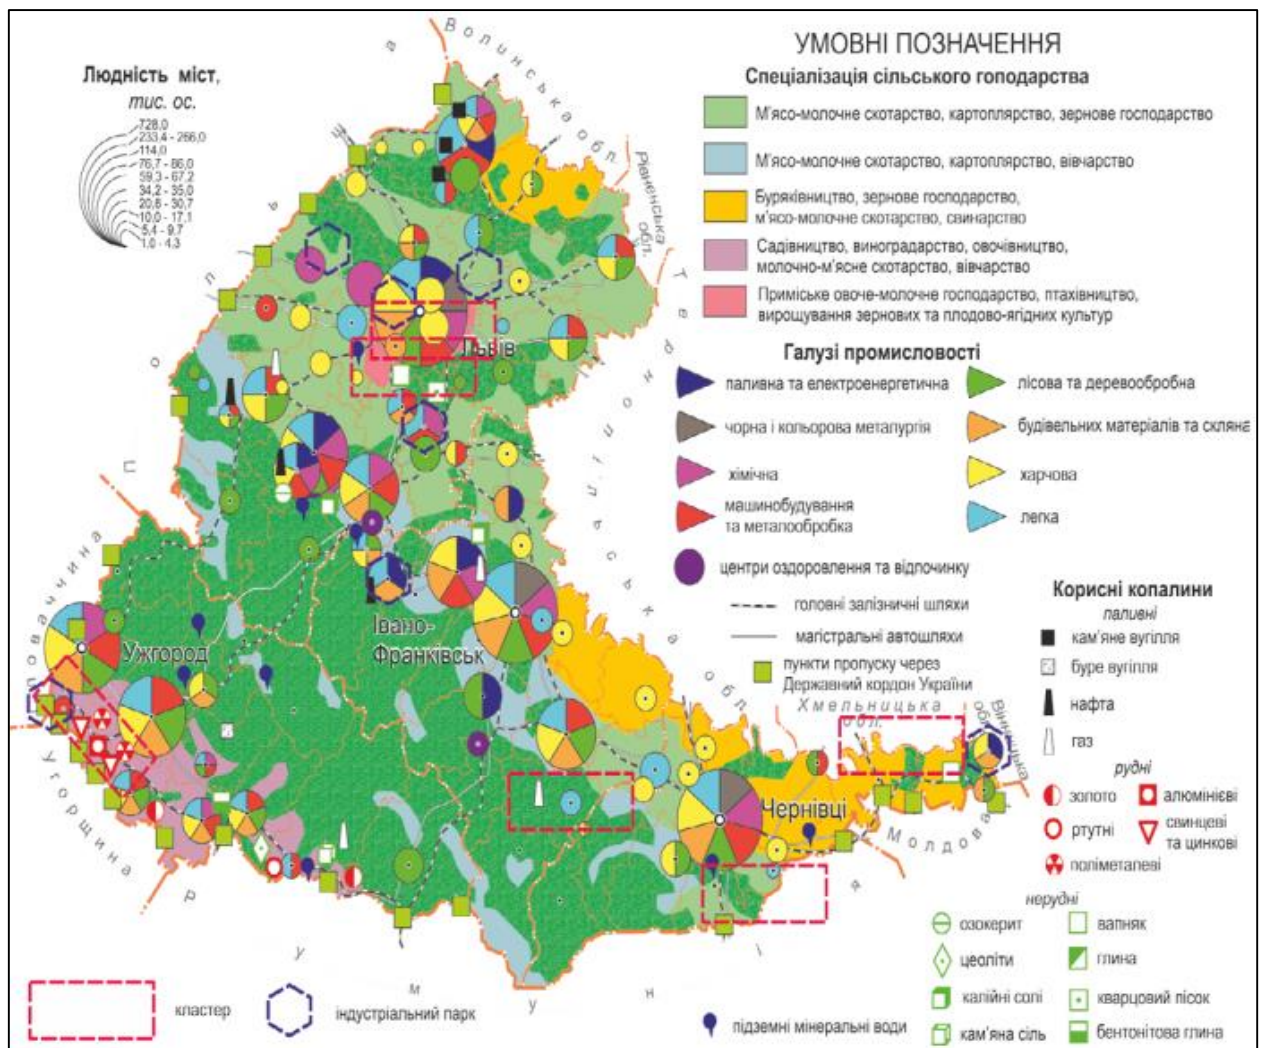 УМОВНІ ПОЗНАЧЕННЯ
Спеціалізація сільського господарства
М'ясо-молочне скотарство, картоплярство, зернове господарство
М'ясо-молочне скотарство, картоплярство, вівчарство
Буряківництво, зернове господарство,
м'ясо-молочне скотарство, свинарство
Садівництво, виноградарство, овочівництво,
молочно-м'ясне скотарство, вівчарство
Приміське овоче-молочне господарство, птахівництво,
вирощування зернових та плодово-ягідних культур
Галузі промисловості
паливна та електроенергетична
чорна і кольорова металургія
хімічна
машинобудування
та металообробка
лісова та деревообробна
будівельних матеріалів та скляна
харчова
легка
центри оздоровлення та відпочинку
головні залізничні шляхи
магістральні автошляхи
пункти пропуску через
Державний кордон України
Корисні копалини
паливні
кам'яне вугілля
буре вугілля
нафта
газ
рудні
золото
ртутні
поліметалеві
алюмінієві
свинцеві
та цинкові
нерудні
озокерит
цеоліти
калійні солі
кам'яна сіль
вапняк
глина
кварцовий пісок
бентонітова глина
підземні мінеральні води
кластер
індустріальний парк
Людність міст,
тис. ос.
728,0
233,4 - 266,0
114,0
76,7 - 86,0
59,3 - 67,2
34,2 - 35,0
20,6 - 30,7
10,0 - 17,1
5,4 - 9,7
1,0 - 4,3
Волинська обл.
Рівненська
обл.
Тернопільська обл.
Хмельницька
обл.
Вінницька
обл.
Молдова
Румунія
Угорщина
Словаччина
Польща
Львів
Івано-
Франківськ
Ужгород
Чернівці